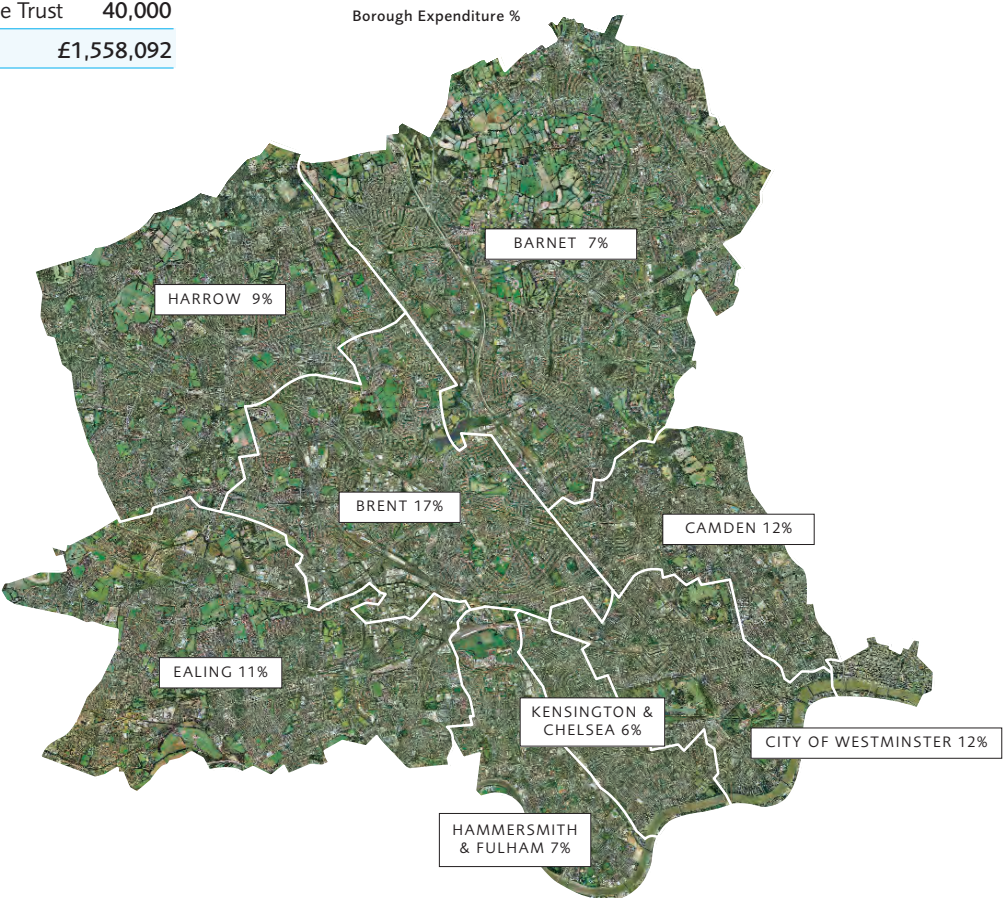 e Trust 40,000
£1,558,092
Borough Expenditure %
BARNET 7%
HARROW 9%
BRENT 17%
CAMDEN 12%
EALING 11%
KENSINGTON &
CHELSEA 6%
CITY OF WESTMINSTER 12%
HAMMERSMITH
& FULHAM 7%